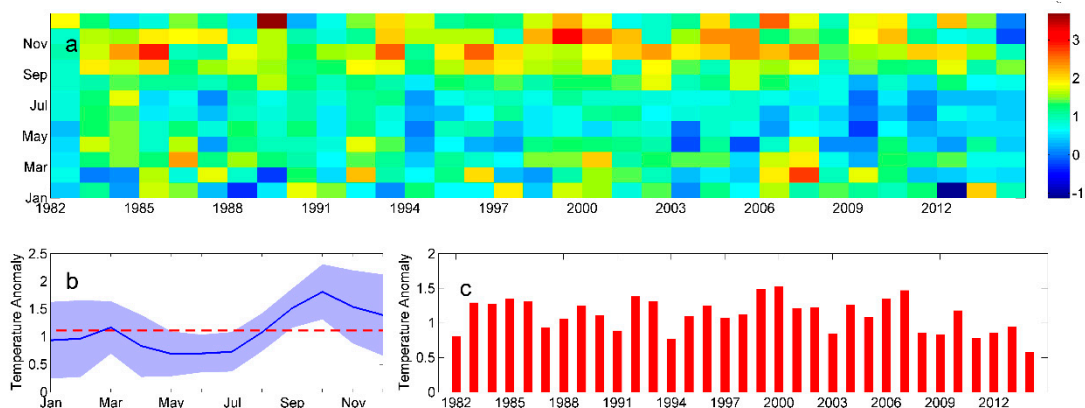 a
Nov
Sep
Jul
May
Mar
Jan
1982 1985 1988 1991 1994 1997 2000 2003 2006 2009 2012
3
2
1
0
-1
b
Temperature Anomaly
2.5
2
1.5
1
0.5
0
Jan Mar May Jul Sep Nov
c
Temperature Anomaly
2
1.5
1
0.5
0
1982 1985 1988 1991 1994 1997 2000 2003 2006 2009 2012